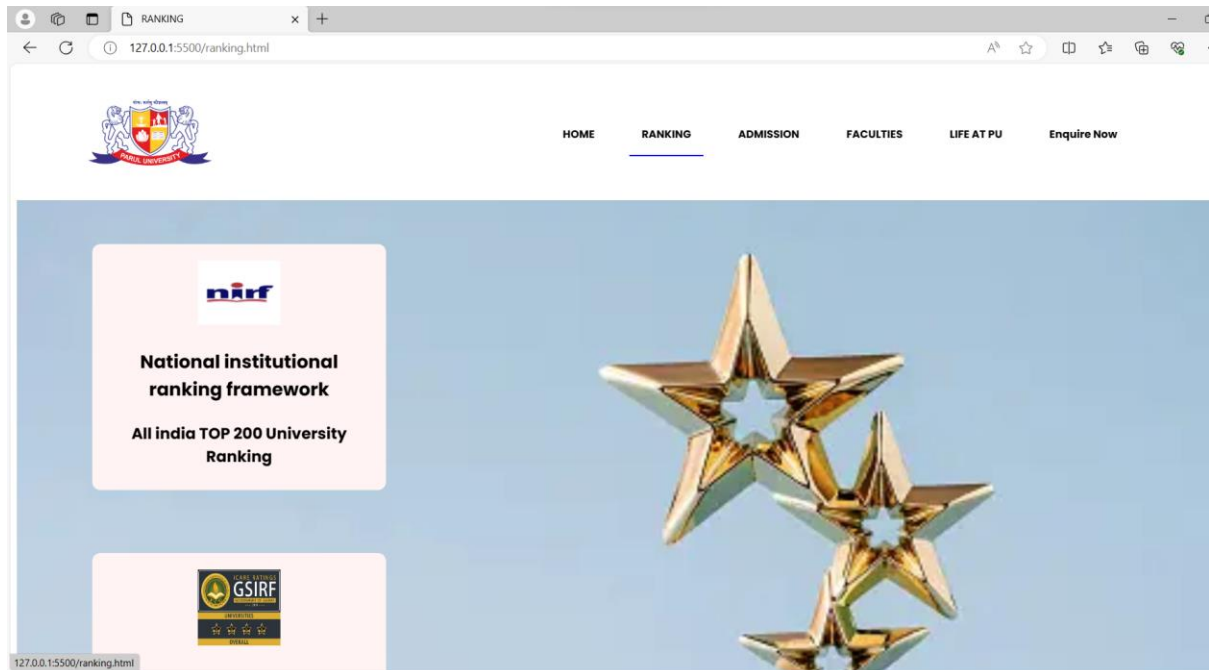 RANKING
127.0.0.1:5500/ranking.html
PARUL UNIVERSITY
HOME RANKING ADMISSION FACULTIES LIFE AT PU Enquire Now
nirf
National institutional
ranking framework
All india TOP 200 University
Ranking
ICARE RATINGS
GSIRF
UNIVERSITIES
OVERALL
127.0.0.1:5500/ranking.html